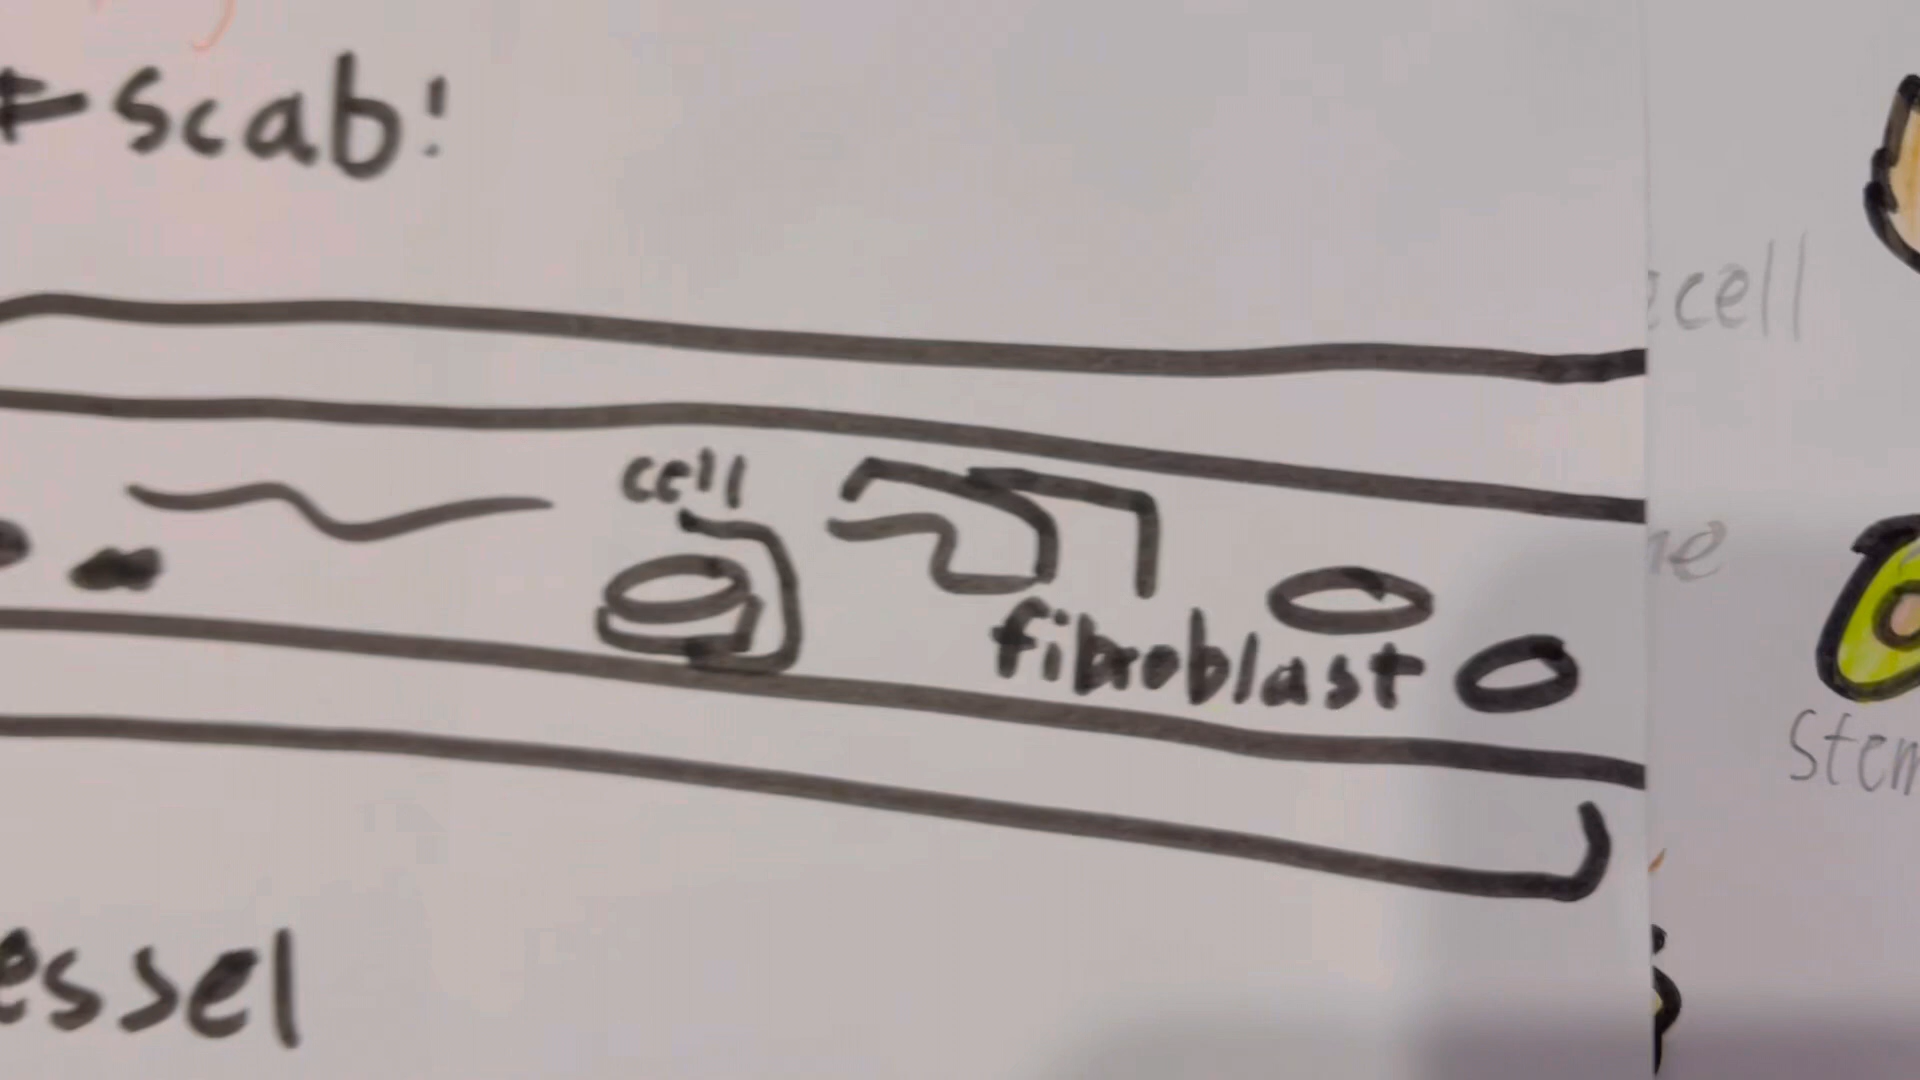 scab!
cell
cell
fibroblast
essel
Stem